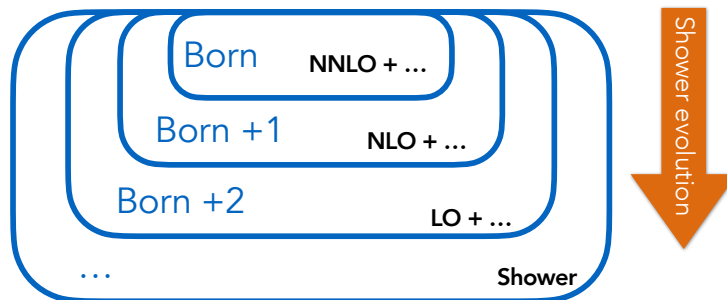 Born NNLO + …
Born +1 NLO + …
Born +2 LO + …
… Shower
Shower evolution